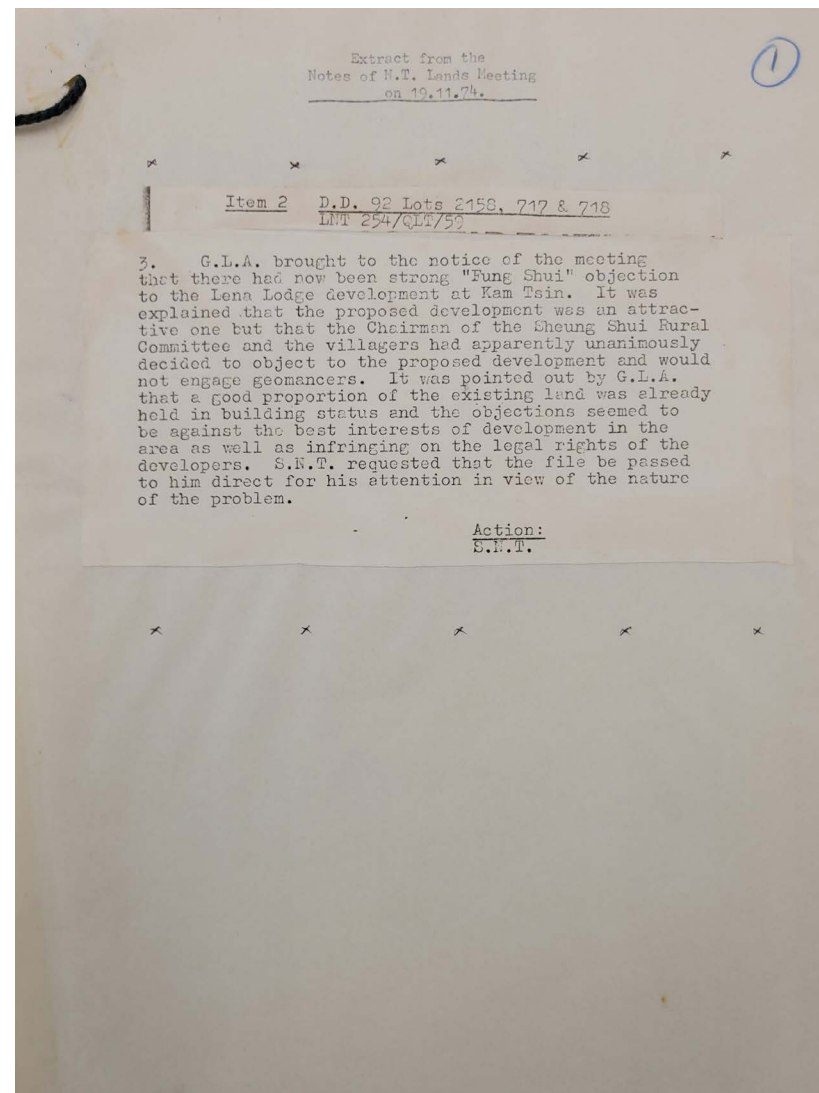 Extract from the
Notes of N.T. Lands Meeting
on 19.11.74.
1
x x x x x
Item 2 D.D. 92 Lots 2158, 717 & 718
LNT 254/QLT/59
3. G.L.A. brought to the notice of the meeting
that there had now been strong "Fung Shui" objection
to the Lena Lodge development at Kam Tsin. It was
explained that the proposed development was an attrac-
tive one but that the Chairman of the Sheung Shui Rural
Committee and the villagers had apparently unanimously
decided to object to the proposed development and would
not engage geomancers. It was pointed out by G.L.A.
that a good proportion of the existing land was already
held in building status and the objections seemed to
be against the best interests of development in the
area as well as infringing on the legal rights of the
developers. S.N.T. requested that the file be passed
to him direct for his attention in view of the nature
of the problem.
Action:
S.N.T.
x x x x x